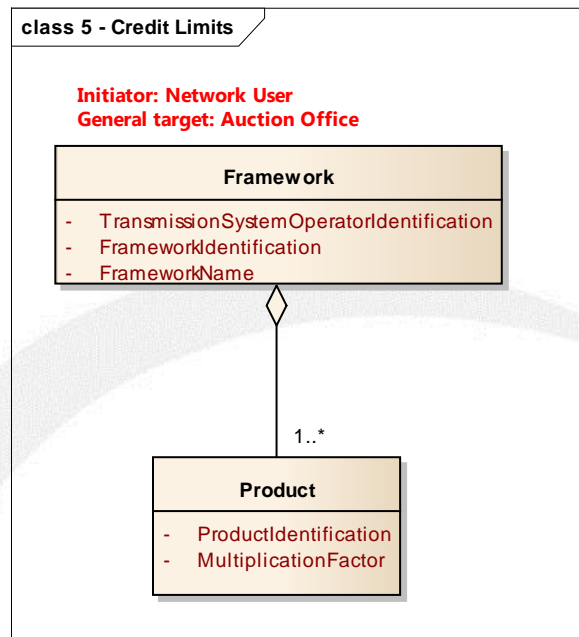 class 5 - Credit Limits
Initiator: Network User
General target: Auction Office
Framework
- TransmissionSystemOperatorIdentification
- FrameworkIdentification
- FrameworkName
1..*
Product
- ProductIdentification
- MultiplicationFactor